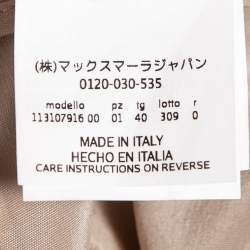 (株)マックスマーラジャパン
0120-030-535
modello pz tg lotto r
113107916 00 01 40 309 0
MADE IN ITALY
HECHO EN ITALIA
CARE INSTRUCTIONS ON REVERSE